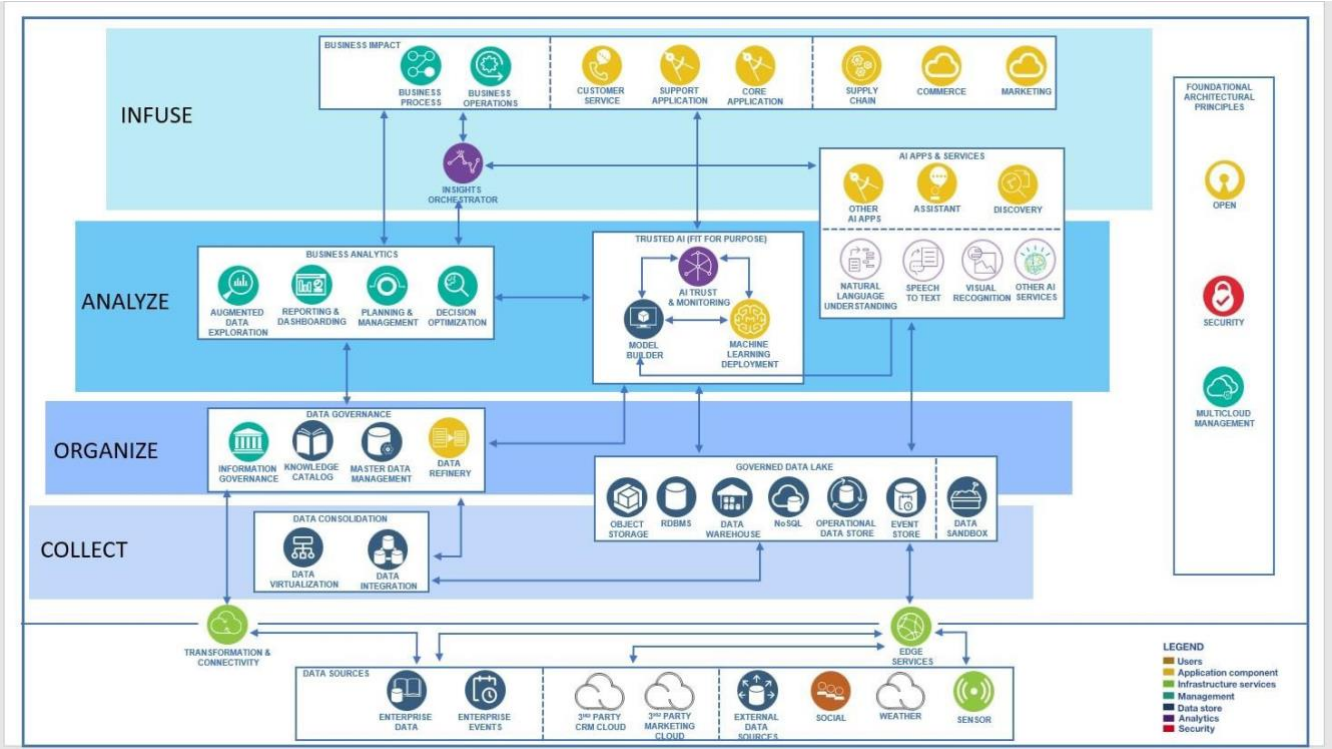 INFUSE
BUSINESS IMPACT
BUSINESS
PROCESS
BUSINESS
OPERATIONS
CUSTOMER
SERVICE
SUPPORT
APPLICATION
CORE
APPLICATION
SUPPLY
CHAIN
COMMERCE
MARKETING
INSIGHTS
ORCHESTRATOR
AI APPS & SERVICES
OTHER
AI APPS
ASSISTANT
DISCOVERY
NATURAL
LANGUAGE
UNDERSTANDING
SPEECH
TO TEXT
VISUAL
RECOGNITION
OTHER AI
SERVICES
ANALYZE
BUSINESS ANALYTICS
AUGMENTED
DATA
EXPLORATION
REPORTING &
DASHBOARDING
PLANNING &
MANAGEMENT
DECISION
OPTIMIZATION
TRUSTED AI (FIT FOR PURPOSE)
AI TRUST
& MONITORING
MODEL
BUILDER
MACHINE
LEARNING
DEPLOYMENT
ORGANIZE
DATA GOVERNANCE
INFORMATION
GOVERNANCE
KNOWLEDGE
CATALOG
MASTER DATA
MANAGEMENT
DATA
REFINERY
GOVERNED DATA LAKE
OBJECT
STORAGE
RDBMS
DATA
WAREHOUSE
NoSQL
OPERATIONAL
DATA STORE
EVENT
STORE
DATA
SANDBOX
COLLECT
DATA CONSOLIDATION
DATA
VIRTUALIZATION
DATA
INTEGRATION
TRANSFORMATION &
CONNECTIVITY
EDGE
SERVICES
DATA SOURCES
ENTERPRISE
DATA
ENTERPRISE
EVENTS
3RD PARTY
CRM CLOUD
3RD PARTY
MARKETING
CLOUD
EXTERNAL
DATA
SOURCES
SOCIAL
WEATHER
SENSOR
FOUNDATIONAL
ARCHITECTURAL
PRINCIPLES
OPEN
SECURITY
MULTICLOUD
MANAGEMENT
LEGEND
Users
Application component
Infrastructure services
Management
Data store
Analytics
Security